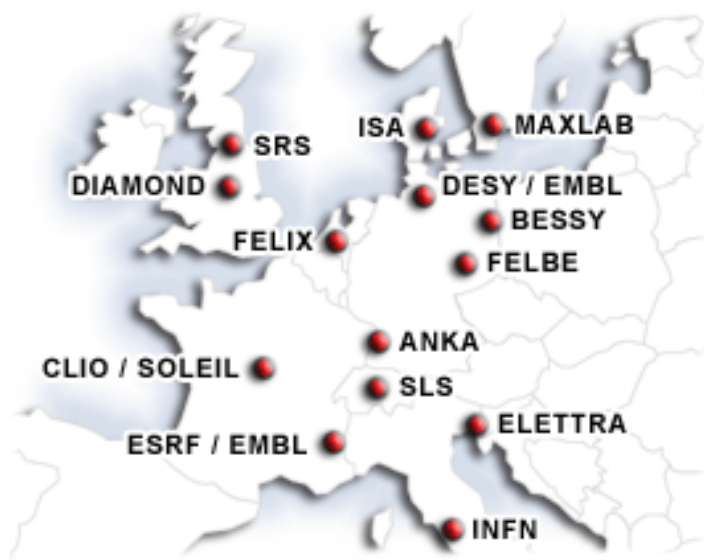 ISA
MAXLAB
SRS
DIAMOND
DESY / EMBL
BESSY
FELIX
FELBE
ANKA
CLIO / SOLEIL
SLS
ELETTRA
ESRF / EMBL
INFN